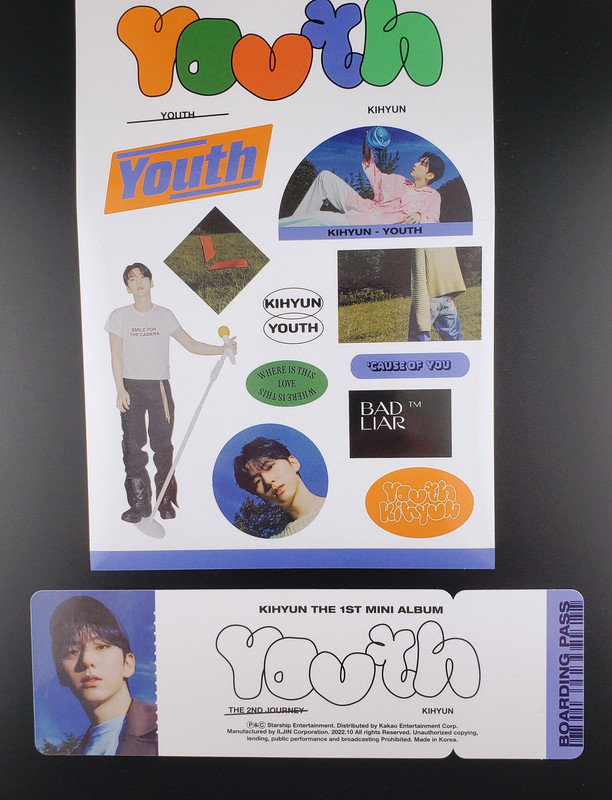 Youth
YOUTH
KIHYUN
Youth
KIHYUN - YOUTH
SMILE FOR
THE CAMERA
KIHYUN
YOUTH
'CAUSE OF YOU
WHERE IS THIS
LOVE
WHERE IS THIS
BAD ™
LIAR
Youth
Kihyun
KIHYUN THE 1ST MINI ALBUM
Youth
THE 2ND JOURNEY
KIHYUN
Ⓟ&Ⓒ Starship Entertainment. Distributed by Kakao Entertainment Corp.
Manufactured by ILJIN Corporation. 2022.10 All rights Reserved. Unauthorized copying,
lending, public performance and broadcasting Prohibited. Made in Korea.
BOARDING PASS